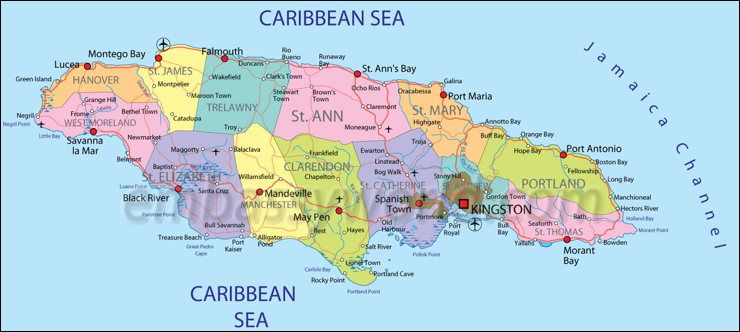 CARIBBEAN SEA
Jamaica Channel
Montego Bay
Lucea
Falmouth
Rio
Bueno
Runaway
Bay
St. Ann's Bay
Green Island
HANOVER
St. JAMES
Duncans
Wakefield
Clark's Town
Ocho Rios
Galina
Oracabessa
Port Maria
Montpelier
Maroon Town
TRELAWNY
Stewart
Town
Brown's
Town
Claremont
St. ANN
St. MARY
Grange Hill
Negril
Negril Point
Frome
Bethel Town
Catadupa
WESTMORELAND
Troy
Moneague
Highgate
Annotto Bay
Little Bay
Savanna
la Mar
Newmarket
Troja
Buff Bay
Orange Bay
Hope Bay
Port Antonio
Belmont
Maggotty
Balaclava
Frankfield
Ewarton
Linstead
Boston Bay
Fellowship
Baptist
St. ELIZABETH
Williamsfield
CLARENDON
Chapelton
Bog Walk
Stony Hill
Long Bay
Luana Point
Santa Cruz
Mandeville
St. CATHERINE
St. ANDREW
PORTLAND
Black River
MANCHESTER
Spanish
Town
Gordon Town
Manchioneal
Hectors River
Parottee Point
May Pen
Portmore
KINGSTON
Holland Bay
Bull Savannah
Rest
Hayes
Old
Harbour
Port
Royal
Bull
Bay
Seaforth
Bath
St. THOMAS
Morant Point
Treasure Beach
Great Pedro
Cape
Port
Kaiser
Alligator
Pond
Salt River
Polink Point
Yallahs
Morant
Bay
Bowden
Lionel Town
Carlisle Bay
Portland Cave
Rocky Point
Portland Point
CARIBBEAN
SEA